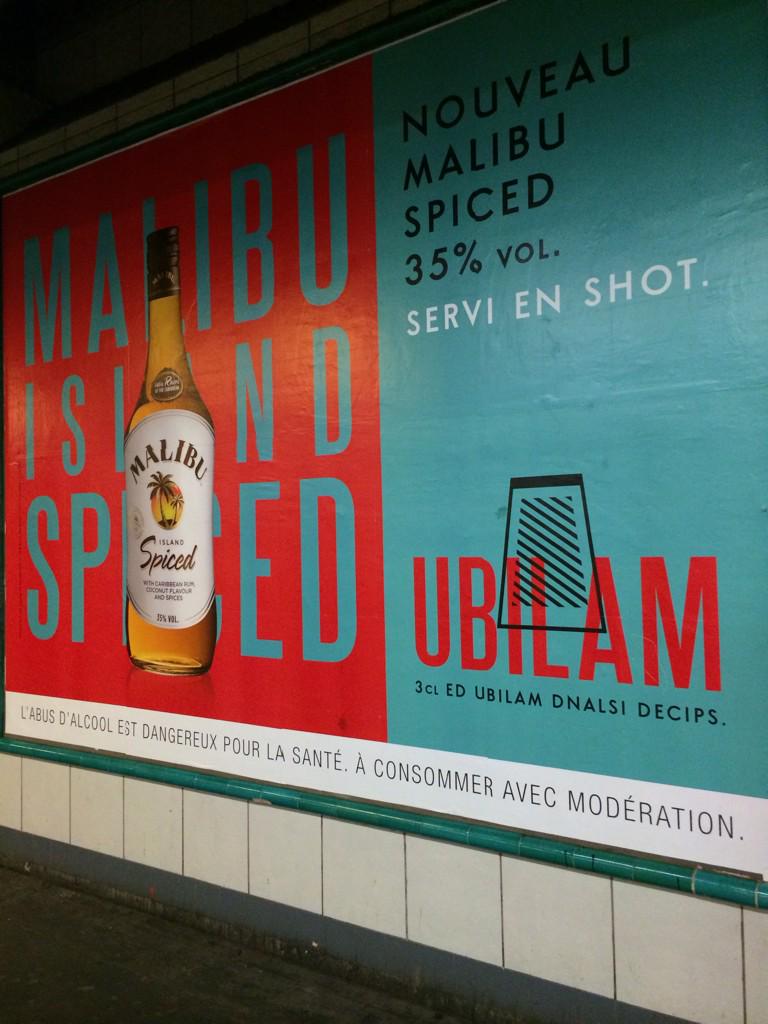 MALIBU
ISLAND
SPICED
MALIBU
MALIBU
ISLAND
Spiced
WITH CARIBBEAN RUM,
COCONUT FLAVOUR
AND SPICES
35% VOL.
NOUVEAU
MALIBU
SPICED
35% VOL.
SERVI EN SHOT.
UBILAM
3CL ED UBILAM DNALSI DECIPS.
L'ABUS D'ALCOOL EST DANGEREUX POUR LA SANTÉ. À CONSOMMER AVEC MODÉRATION.